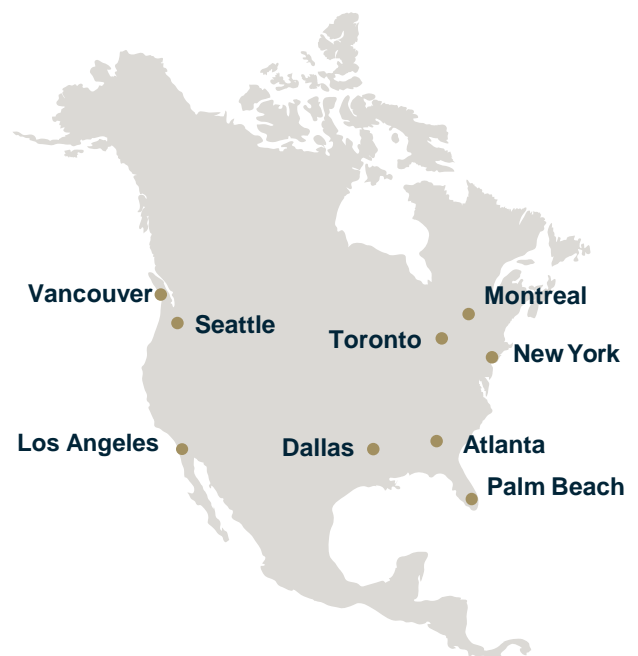 Vancouver
Montreal
Seattle
Toronto
New York
Los Angeles
Dallas
Atlanta
Palm Beach